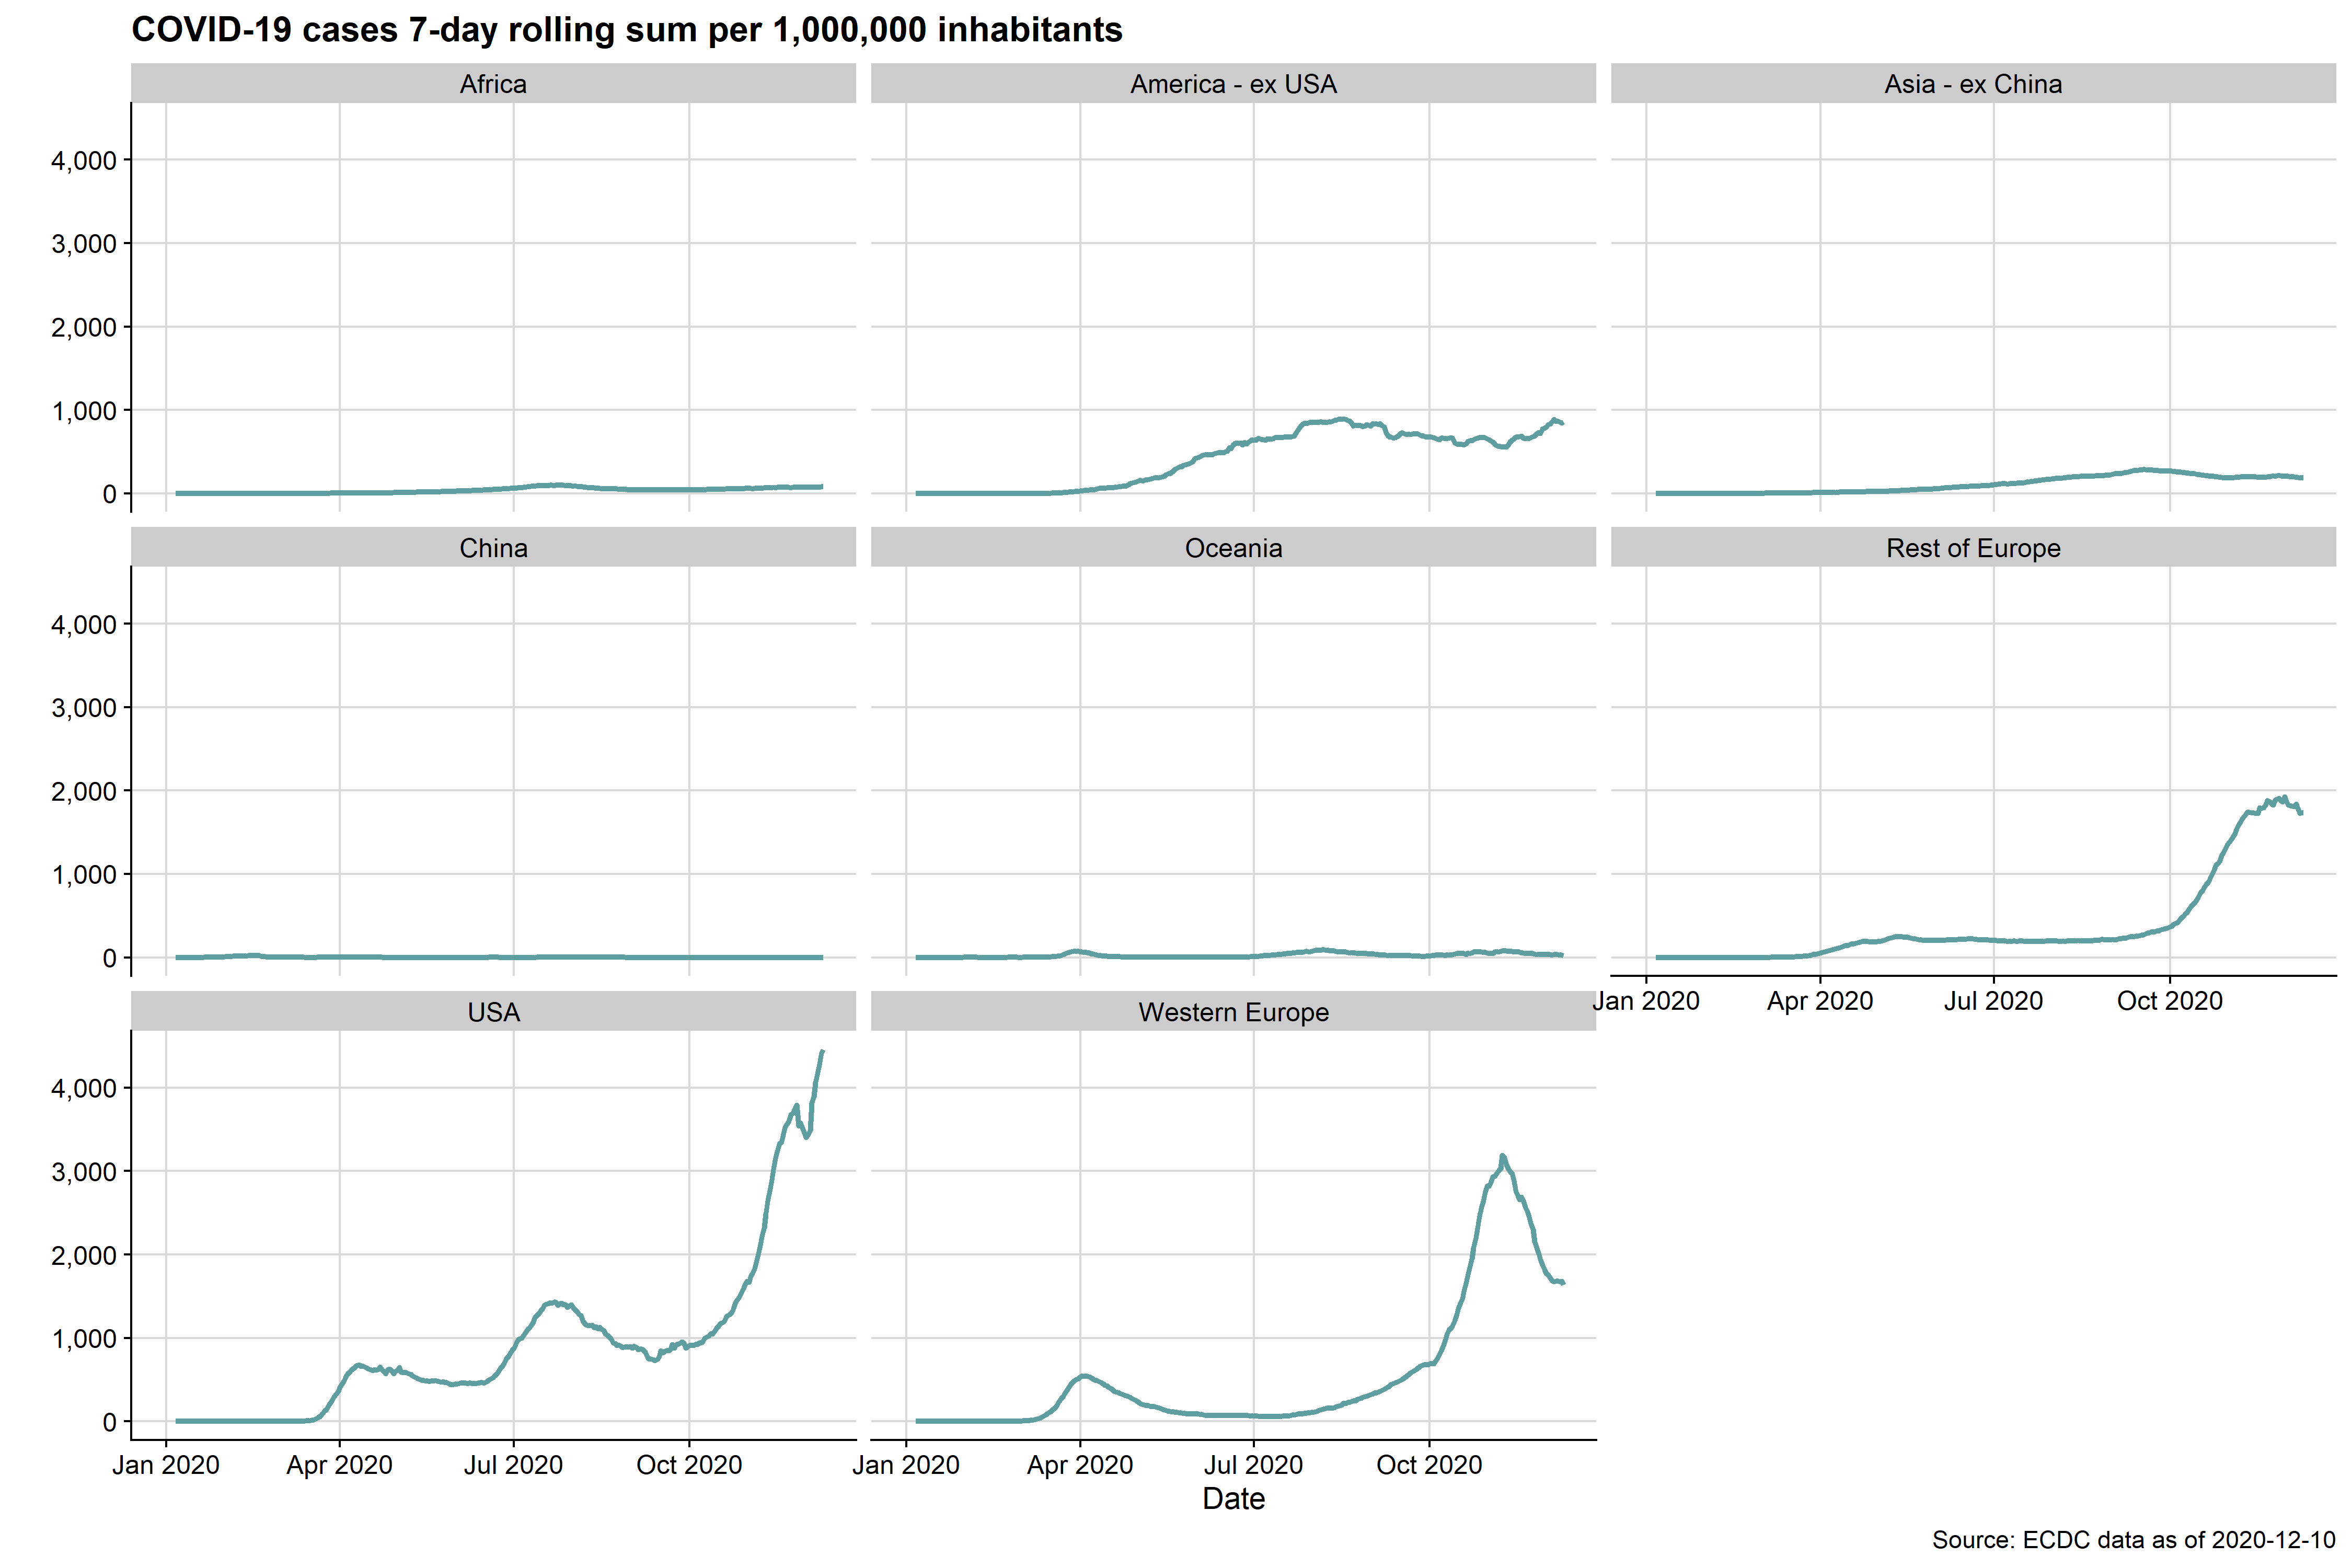 COVID-19 cases 7-day rolling sum per 1,000,000 inhabitants
Africa
America - ex USA
Asia - ex China
4,000
3,000
2,000
1,000
0
China
Oceania
Rest of Europe
4,000
3,000
2,000
1,000
0
Jan 2020 Apr 2020 Jul 2020 Oct 2020
USA
Western Europe
4,000
3,000
2,000
1,000
0
Jan 2020 Apr 2020 Jul 2020 Oct 2020
Jan 2020 Apr 2020 Jul 2020 Oct 2020
Date
Source: ECDC data as of 2020-12-10